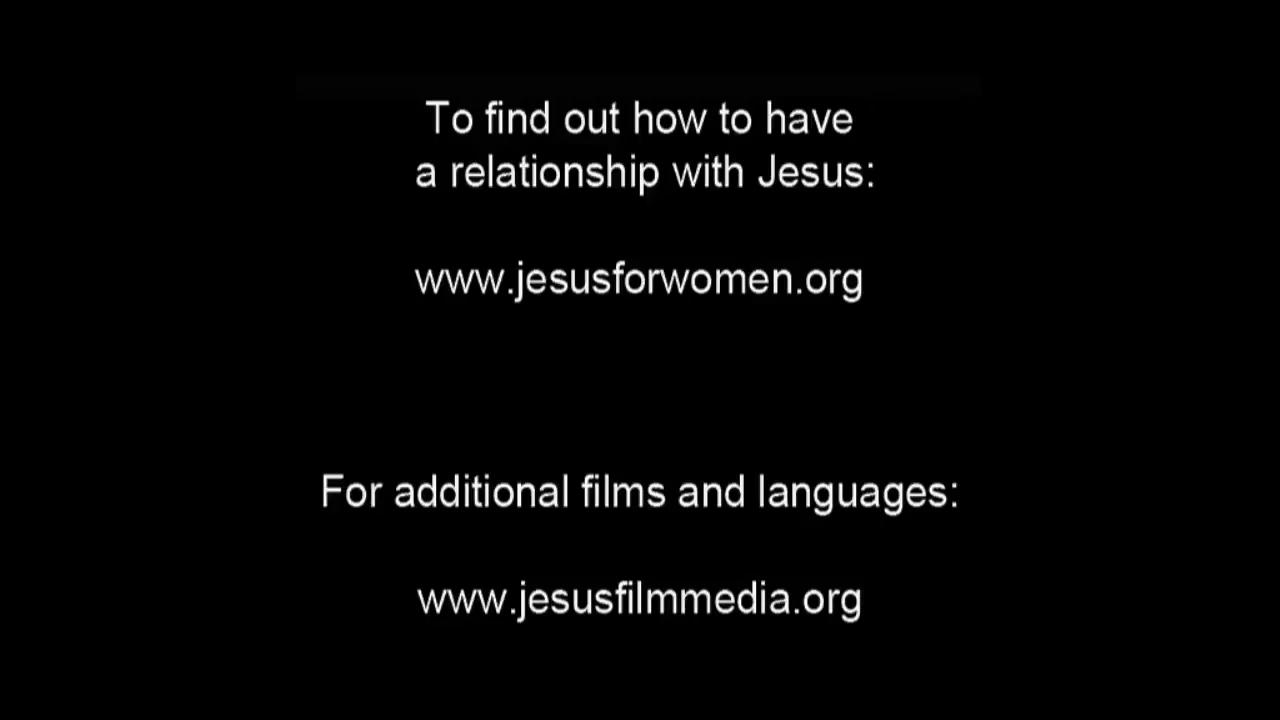 To find out how to have
a relationship with Jesus:
www.jesusforwomen.org
For additional films and languages:
www.jesusfilmmedia.org